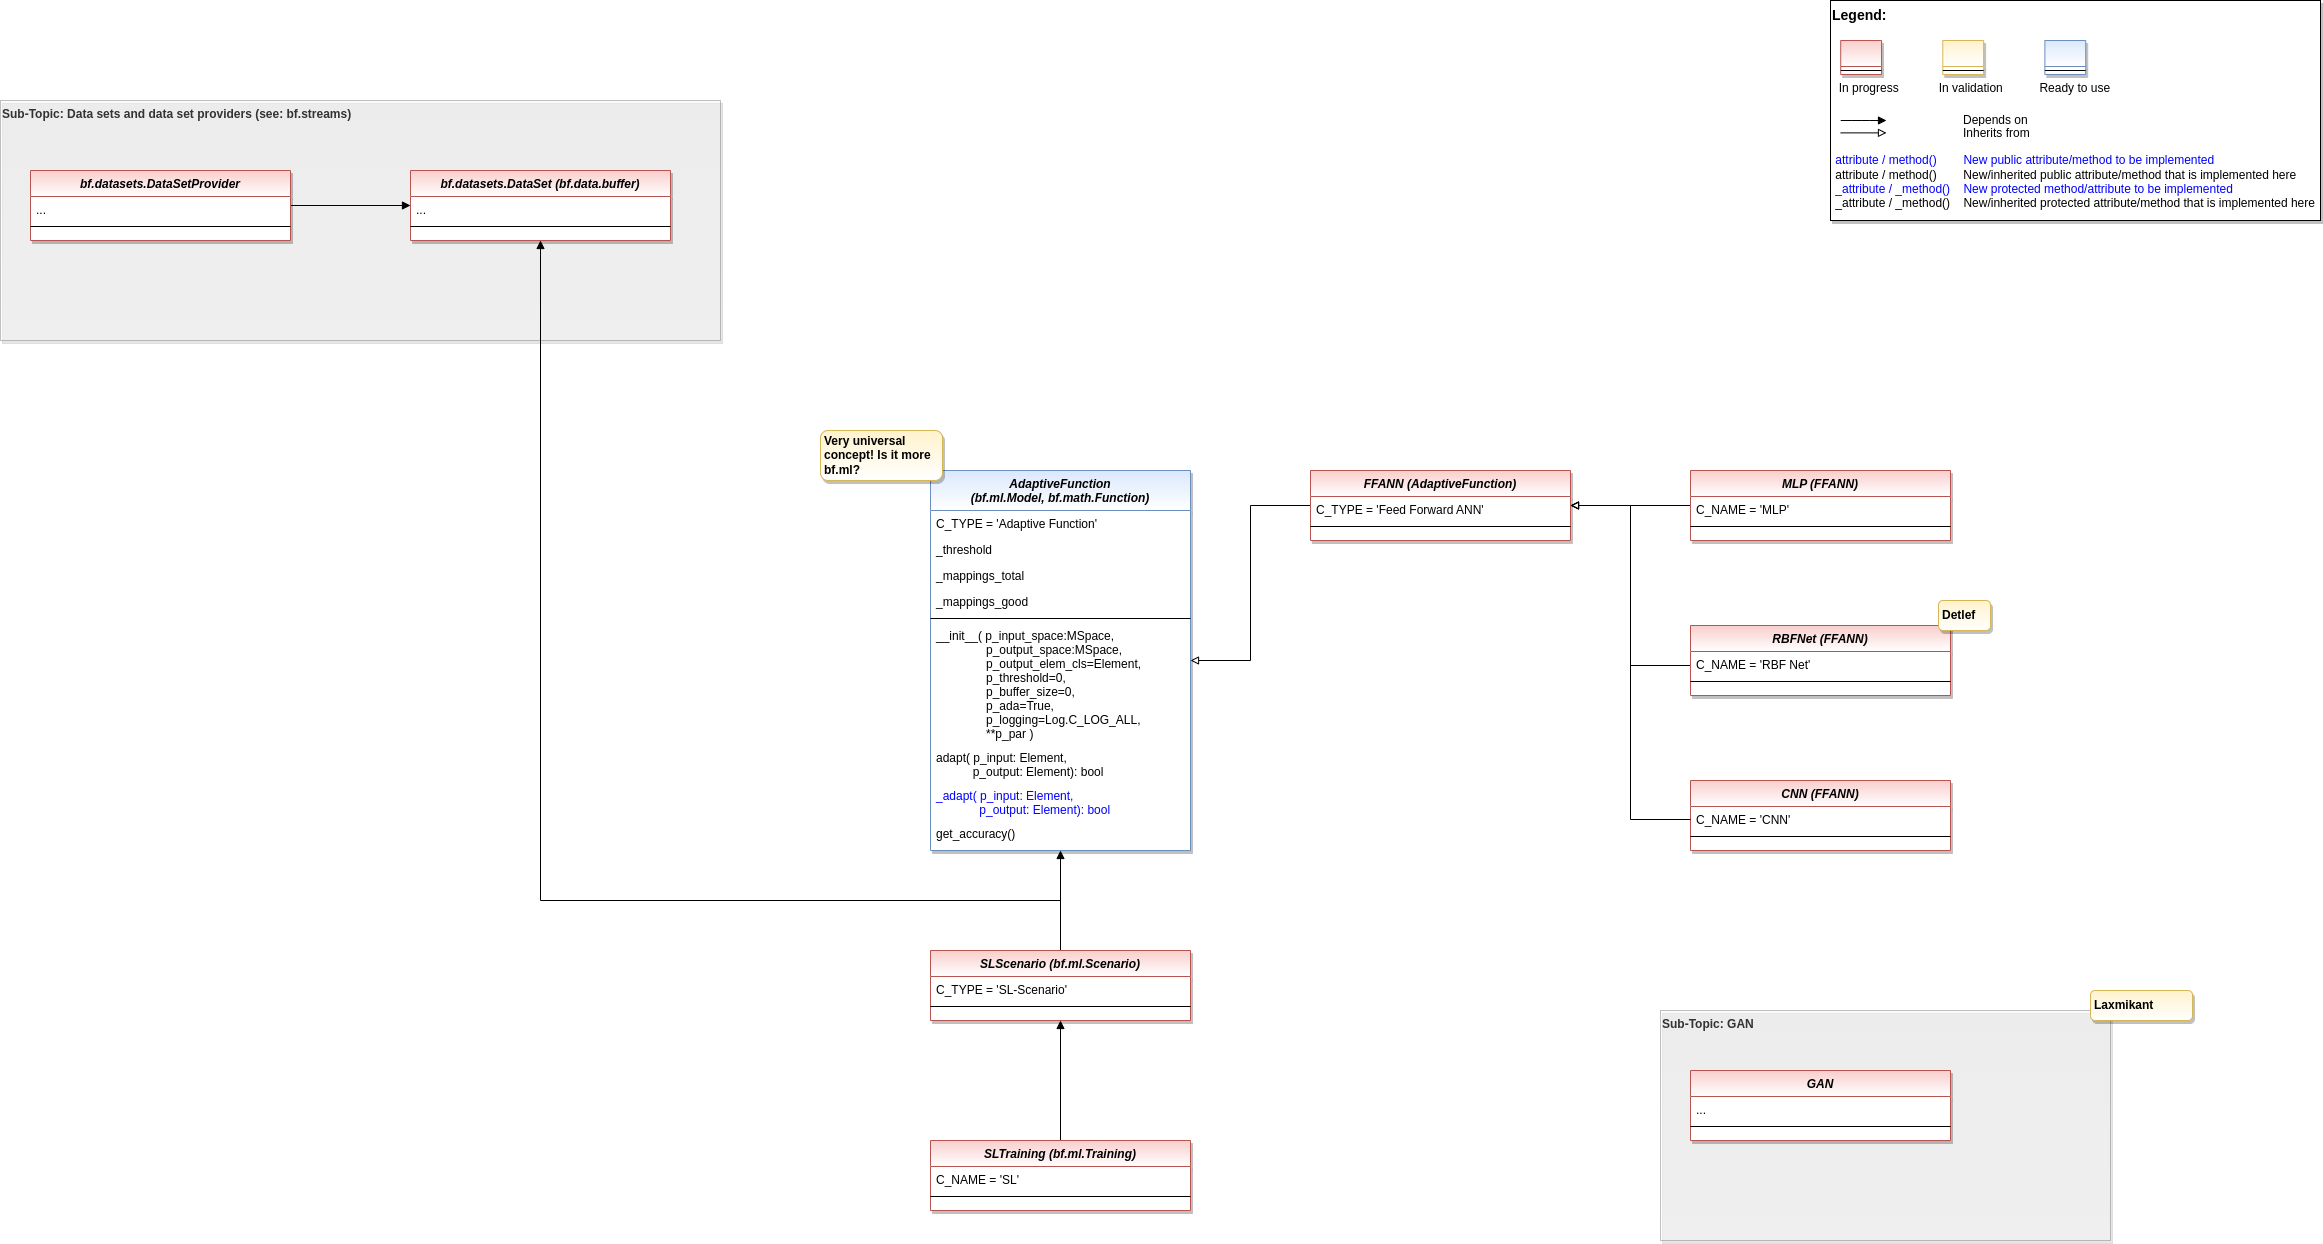 Legend:
In progress
In validation
Ready to use
Depends on
Inherits from
attribute / method() New public attribute/method to be implemented
attribute / method() New/inherited public attribute/method that is implemented here
_attribute / _method() New protected method/attribute to be implemented
_attribute / _method() New/inherited protected attribute/method that is implemented here
Sub-Topic: Data sets and data set providers (see: bf.streams)
bf.datasets.DataSetProvider
...
bf.datasets.DataSet (bf.data.buffer)
...
Very universal
concept! Is it more
bf.ml?
AdaptiveFunction
(bf.ml.Model, bf.math.Function)
C_TYPE = 'Adaptive Function'
_threshold
_mappings_total
_mappings_good
__init__( p_input_space:MSpace,
p_output_space:MSpace,
p_output_elem_cls=Element,
p_threshold=0,
p_buffer_size=0,
p_ada=True,
p_logging=Log.C_LOG_ALL,
**p_par )
adapt( p_input: Element,
p_output: Element): bool
_adapt( p_input: Element,
p_output: Element): bool
get_accuracy()
FFANN (AdaptiveFunction)
C_TYPE = 'Feed Forward ANN'
MLP (FFANN)
C_NAME = 'MLP'
Detlef
RBFNet (FFANN)
C_NAME = 'RBF Net'
CNN (FFANN)
C_NAME = 'CNN'
SLScenario (bf.ml.Scenario)
C_TYPE = 'SL-Scenario'
SLTraining (bf.ml.Training)
C_NAME = 'SL'
Laxmikant
Sub-Topic: GAN
GAN
...